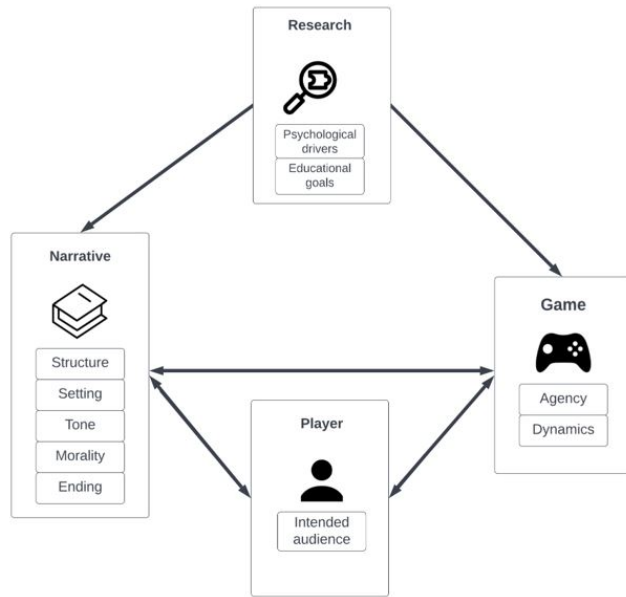 Research
Psychological
drivers
Educational
goals
Narrative
Structure
Setting
Tone
Morality
Ending
Game
Agency
Dynamics
Player
Intended
audience